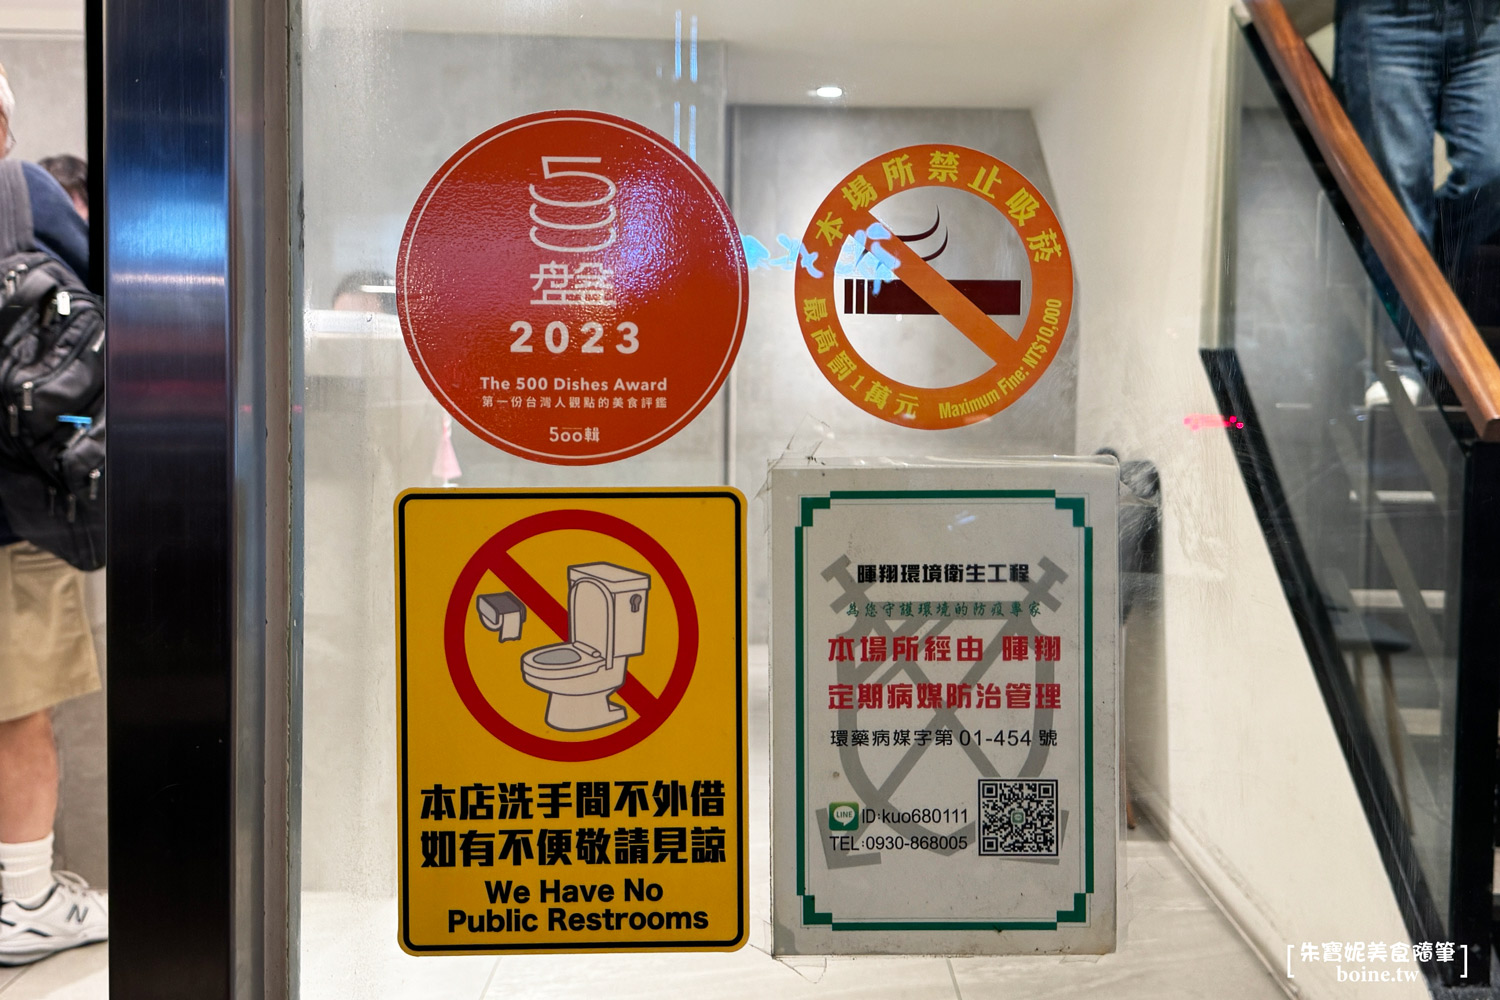 500
盤
2023
The 500 Dishes Award
第一份台灣人觀點的美食評鑑
500輯
本場所禁止吸菸
最高罰1萬元 Maximum Fine: NT$10,000
本店洗手間不外借
如有不便敬請見諒
We Have No
Public Restrooms
暉翔環境衛生工程
為您守護環境的防疫專家
本場所經由 暉翔
定期病媒防治管理
環藥病媒字第 01-454 號
LINE ID:kuo680111
TEL:0930-868005
朱寶妮美食隨筆
boine.tw